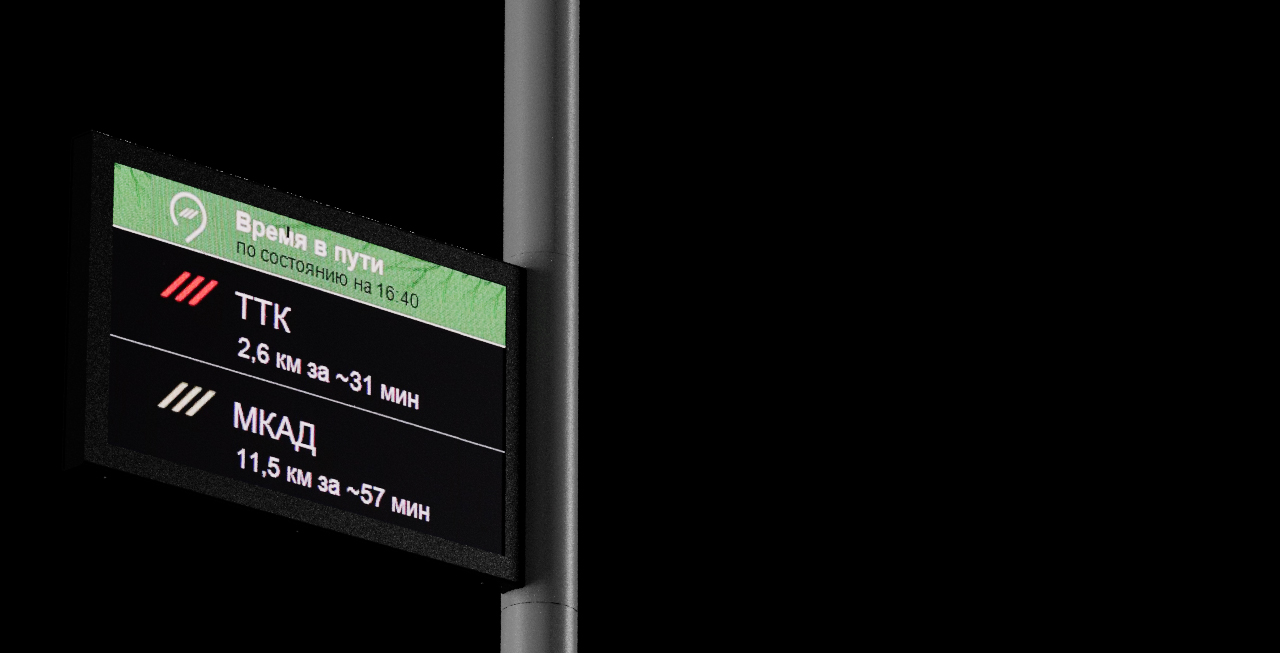 Время в пути
по состоянию на 16:40
ТТК
2,6 км за ~31 мин
МКАД
11,5 км за ~57 мин